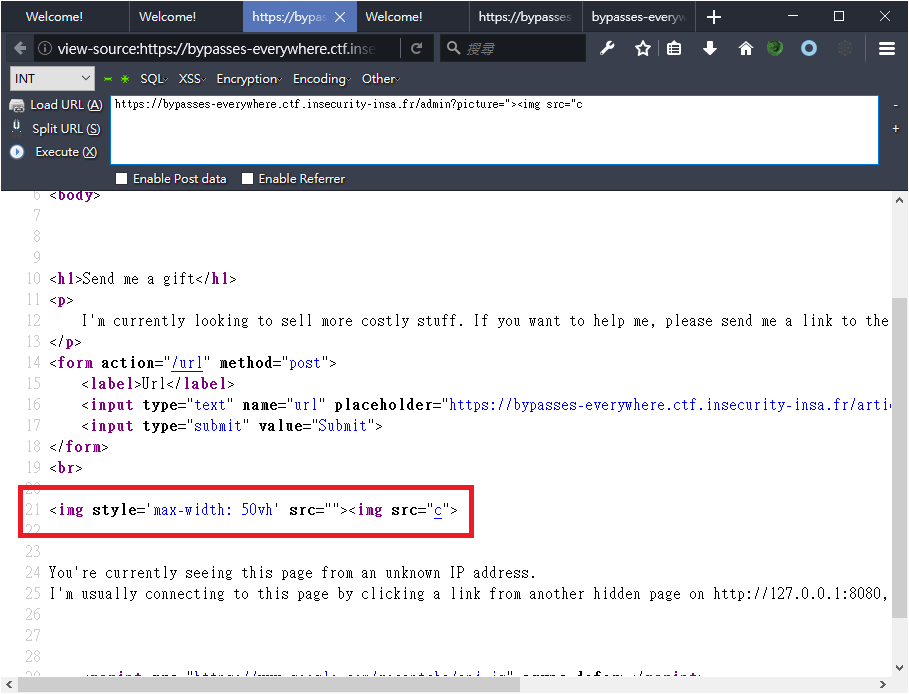 Welcome!
Welcome!
https://bypas
Welcome!
https://bypasses
bypasses-everyw
view-source:https://bypasses-everywhere.ctf.inse
搜尋
INT
SQL
XSS
Encryption
Encoding
Other
Load URL (A)
https://bypasses-everywhere.ctf.insecurity-insa.fr/admin?picture="><img src="c
Split URL (S)
Execute (X)
Enable Post data
Enable Referrer
6 <body>
7
8
9
10 <h1>Send me a gift</h1>
11 <p>
12 I'm currently looking to sell more costly stuff. If you want to help me, please send me a link to the
13 </p>
14 <form action="/url" method="post">
15 <label>Url</label>
16 <input type="text" name="url" placeholder="https://bypasses-everywhere.ctf.insecurity-insa.fr/arti
17 <input type="submit" value="Submit">
18 </form>
19 <br>
20
21 <img style='max-width: 50vh' src=""><img src="c">
22
23
24 You're currently seeing this page from an unknown IP address.
25 I'm usually connecting to this page by clicking a link from another hidden page on http://127.0.0.1:8080,
26
27
28